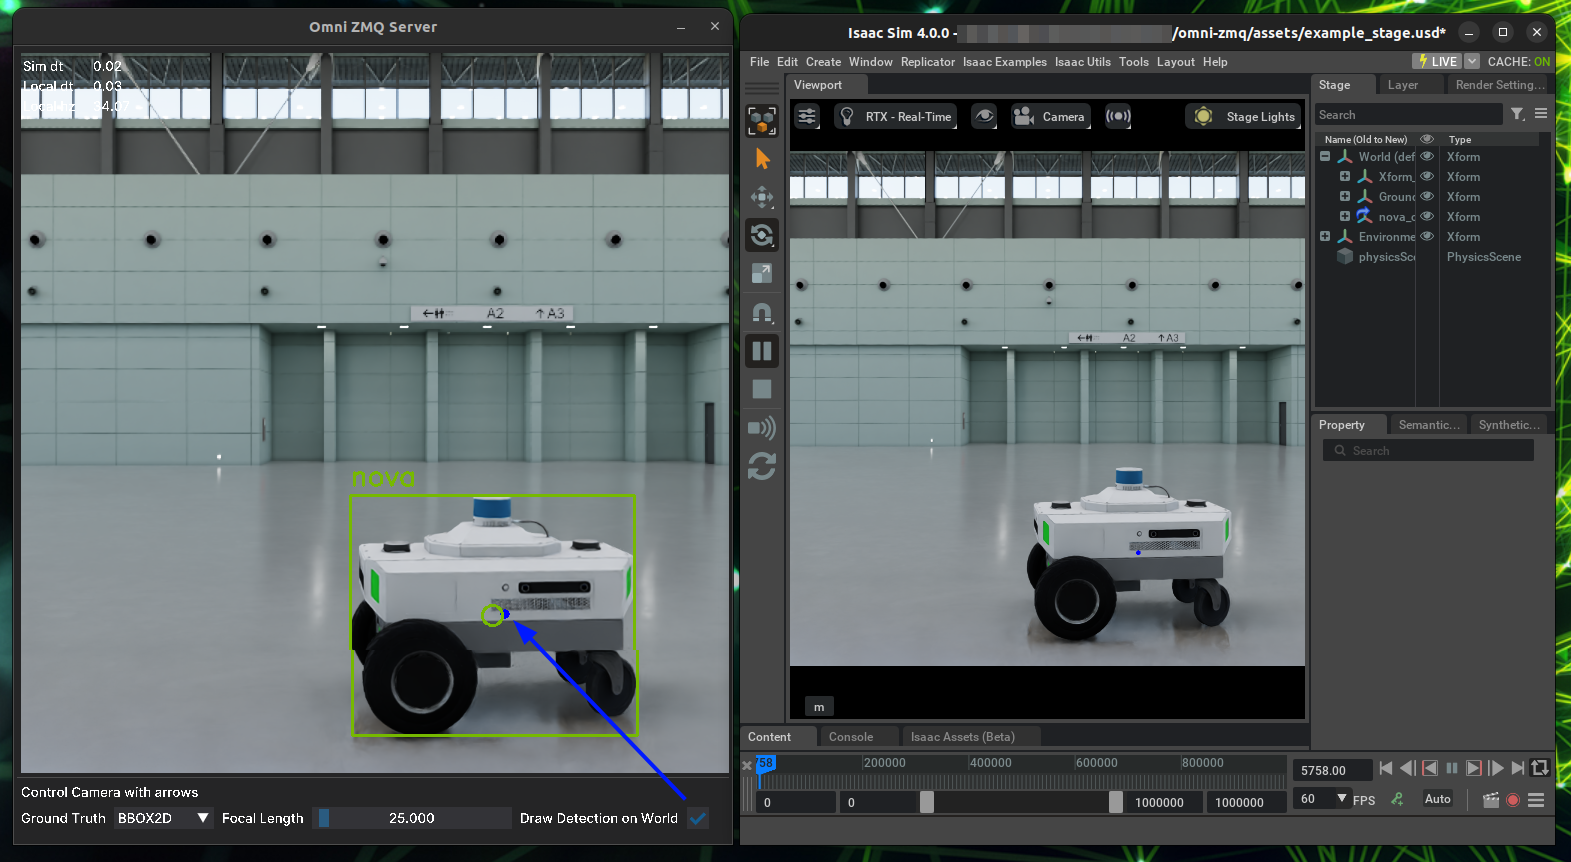 Omni ZMQ Server
Sim dt 0.02
Local dt 0.03
Local hz 34.07
A2 A3
nova
Control Camera with arrows
Ground Truth BBOX2D Focal Length 25.000 Draw Detection on World
Isaac Sim 4.0.0 - /omni-zmq/assets/example_stage.usd*
File Edit Create Window Replicator Isaac Examples Isaac Utils Tools Layout Help
LIVE CACHE: ON
Viewport
RTX - Real-Time Camera Stage Lights
A2 A3
m
Stage Layer Render Setting...
Search
Name (Old to New) Type
World (def Xform
Xform_ Xform
Ground Xform
nova_c Xform
Environme Xform
physicsSce PhysicsScene
Property Semantic... Synthetic...
Search
Content Console Isaac Assets (Beta)
758 200000 400000 600000 800000
0 0 1000000 1000000
5758.00
60 FPS Auto